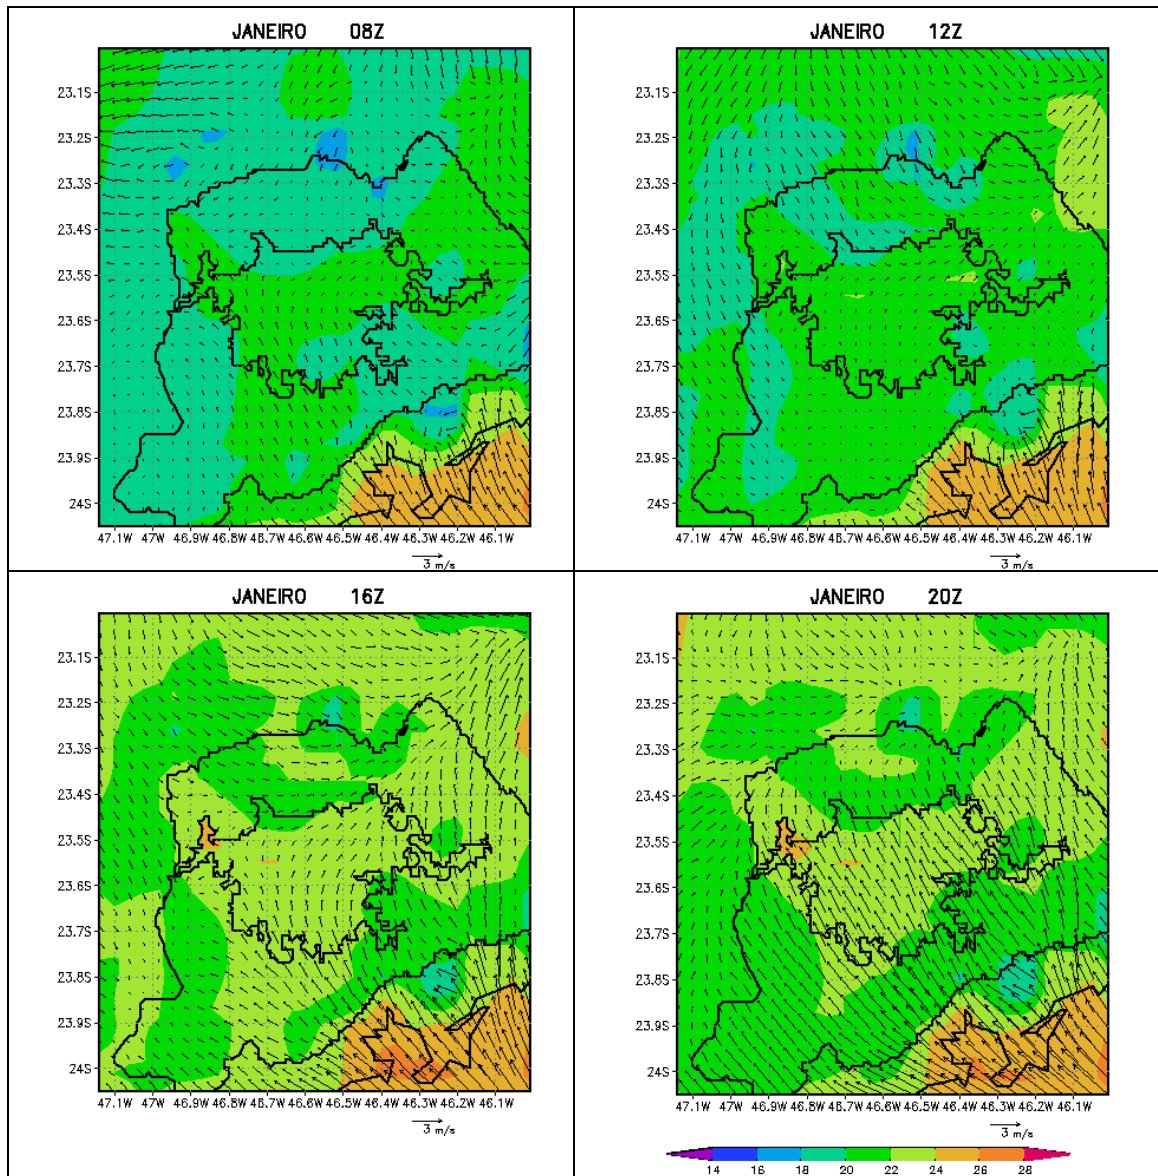 JANEIRO 08Z
23.1S
23.2S
23.3S
23.4S
23.5S
23.6S
23.7S
23.8S
23.9S
24S
47.1W 47W 46.9W 46.8W 46.7W 46.6W 46.5W 46.4W 46.3W 46.2W 46.1W
3 m/s
JANEIRO 12Z
23.1S
23.2S
23.3S
23.4S
23.5S
23.6S
23.7S
23.8S
23.9S
24S
47.1W 47W 46.9W 46.8W 46.7W 46.6W 46.5W 46.4W 46.3W 46.2W 46.1W
3 m/s
JANEIRO 16Z
23.1S
23.2S
23.3S
23.4S
23.5S
23.6S
23.7S
23.8S
23.9S
24S
47.1W 47W 46.9W 46.8W 46.7W 46.6W 46.5W 46.4W 46.3W 46.2W 46.1W
3 m/s
JANEIRO 20Z
23.1S
23.2S
23.3S
23.4S
23.5S
23.6S
23.7S
23.8S
23.9S
24S
47.1W 47W 46.9W 46.8W 46.7W 46.6W 46.5W 46.4W 46.3W 46.2W 46.1W
3 m/s
14 16 18 20 22 24 26 28